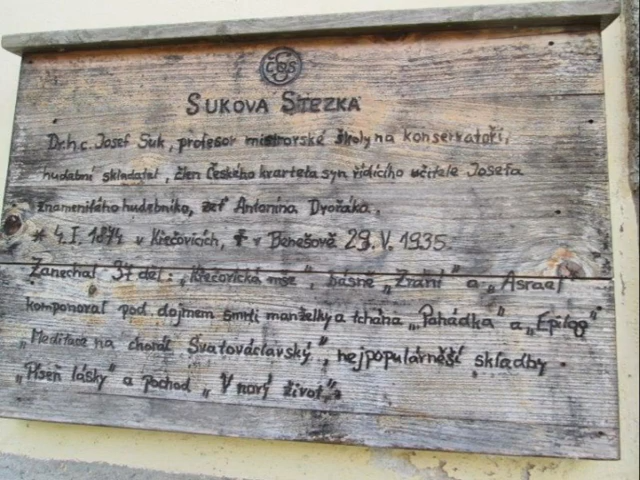 ČOS
SUKOVA STEZKA
Dr.h.c. Josef Suk, profesor mistrovské školy na konservatoři,
hudební skladatel, člen Českého kvarteta syn řídícího učitele Josefa
znamenitého hudebníka, zeť Antonína Dvořáka.
* 4. I. 1874 v Křečovicích, † v Benešově 29. V. 1935.
Zanechal 37 děl: „Křečovická mše", básně „Zrání" a „Asrael"
komponoval pod dojmem smrti manželky a tchána „Pohádka" a „Epilog"
„Meditace na chorál Svatováclavský", nejpopulárnější skladby
„Píseň lásky" a pochod „V nový život".